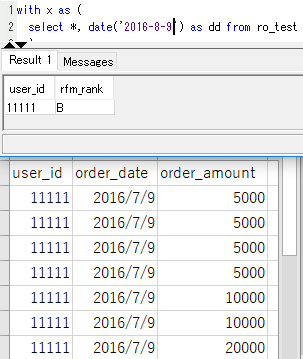 1 with x as (
2 select *, date('2016-8-9') as dd from ro_test
Result 1 Messages
user_id rfm_rank
11111 B
user_id order_date order_amount
11111 2016/7/9 5000
11111 2016/7/9 5000
11111 2016/7/9 5000
11111 2016/7/9 5000
11111 2016/7/9 10000
11111 2016/7/9 10000
11111 2016/7/9 20000